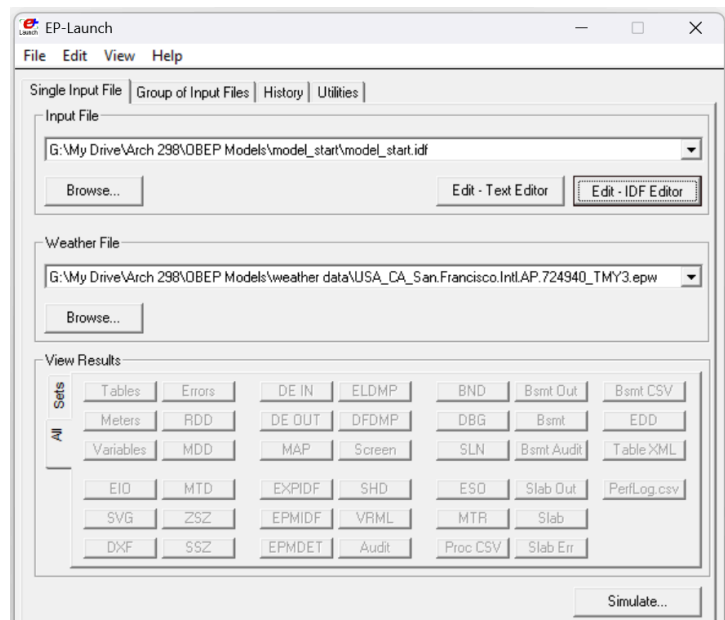 Launch EP-Launch
File Edit View Help
Single Input File Group of Input Files History Utilities
Input File
G:\My Drive\Arch 298\OBEP Models\model_start\model_start.idf
Browse... Edit - Text Editor Edit - IDF Editor
Weather File
G:\My Drive\Arch 298\OBEP Models\weather data\USA_CA_San.Francisco.Intl.AP.724940_TMY3.epw
Browse...
View Results
Sets
All
Tables Errors DE IN ELDMP BND Bsmt Out Bsmt CSV
Meters RDD DE OUT DFDMP DBG Bsmt EDD
Variables MDD MAP Screen SLN Bsmt Audit Table XML
EIO MTD EXPIDF SHD ESO Slab Out PerfLog.csv
SVG ZSZ EPMIDF VRML MTR Slab
DXF SSZ EPMDET Audit Proc CSV Slab Err
Simulate...